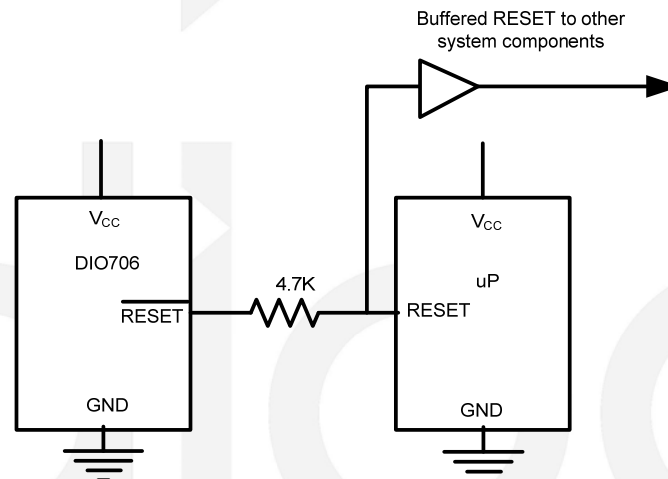 Buffered RESET to other
system components
VCC
DIO706
RESET
GND
4.7K
VCC
uP
RESET
GND